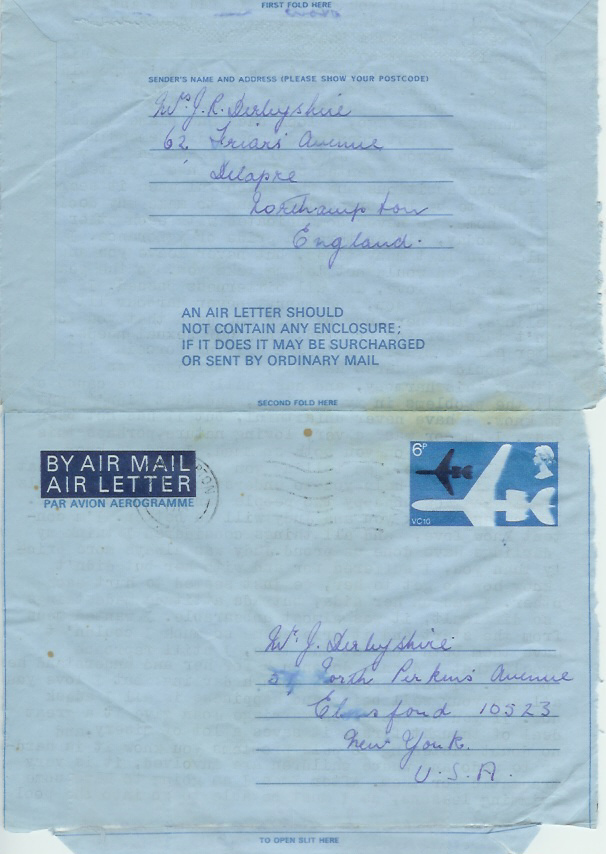 FIRST FOLD HERE
SENDER'S NAME AND ADDRESS (PLEASE SHOW YOUR POSTCODE)
Mrs J. R. Derbyshire
62 Friars Avenue
Delapre
Northampton
England.
AN AIR LETTER SHOULD
NOT CONTAIN ANY ENCLOSURE;
IF IT DOES IT MAY BE SURCHARGED
OR SENT BY ORDINARY MAIL
SECOND FOLD HERE
BY AIR MAIL
AIR LETTER
PAR AVION AEROGRAMME
6P
VC10
Mr. J. Derbyshire
North Perkins Avenue
Elmsford 10523
New York.
U.S.A.
TO OPEN SLIT HERE